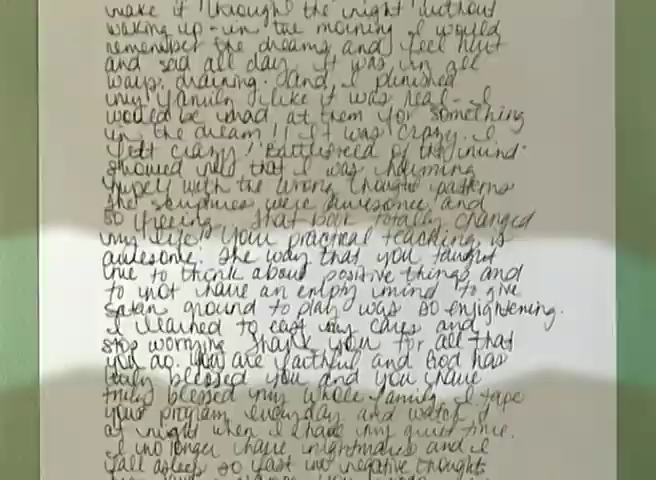 make it through the night without
waking up - in the morning I would
remember the dreams and feel hurt
and sad all day. It was in all
ways draining. And, I punished
my family like it was real - I
would be mad at them for something
in the dream!! It was crazy. I
felt crazy! Battlefield of the mind
showed me that I was harming
myself with the wrong thought patterns
the scriptures were awesome and
so freeing. that book totally changed
my life! Your practical teaching is
awesome. The way that you taught
me to think about positive things and
to not have an empty mind to give
satan ground to play was so enlightening.
I learned to cast my cares and
stop worrying thank you for all that
you do. you are faithful and God has
truly blessed you and you have
truly blessed my whole family. I tape
your program everyday and watch it
at night when I have my quiet time.
I no longer have nightmares and I
fall asleep so fast no negative thoughts